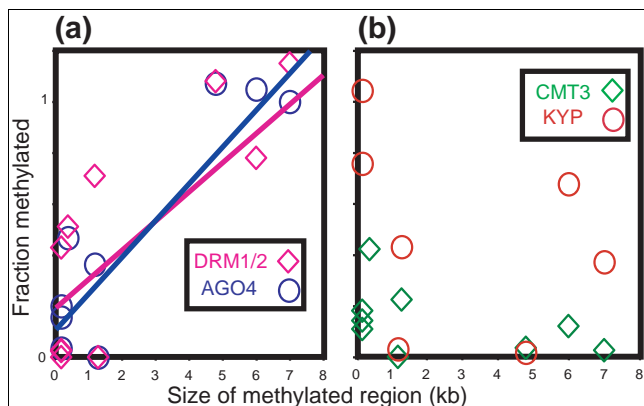 (a) (b)
Fraction methylated
1
0
DRM1/2
AGO4
CMT3
KYP
0 1 2 3 4 5 6 7 8 0 1 2 3 4 5 6 7 8
Size of methylated region (kb)